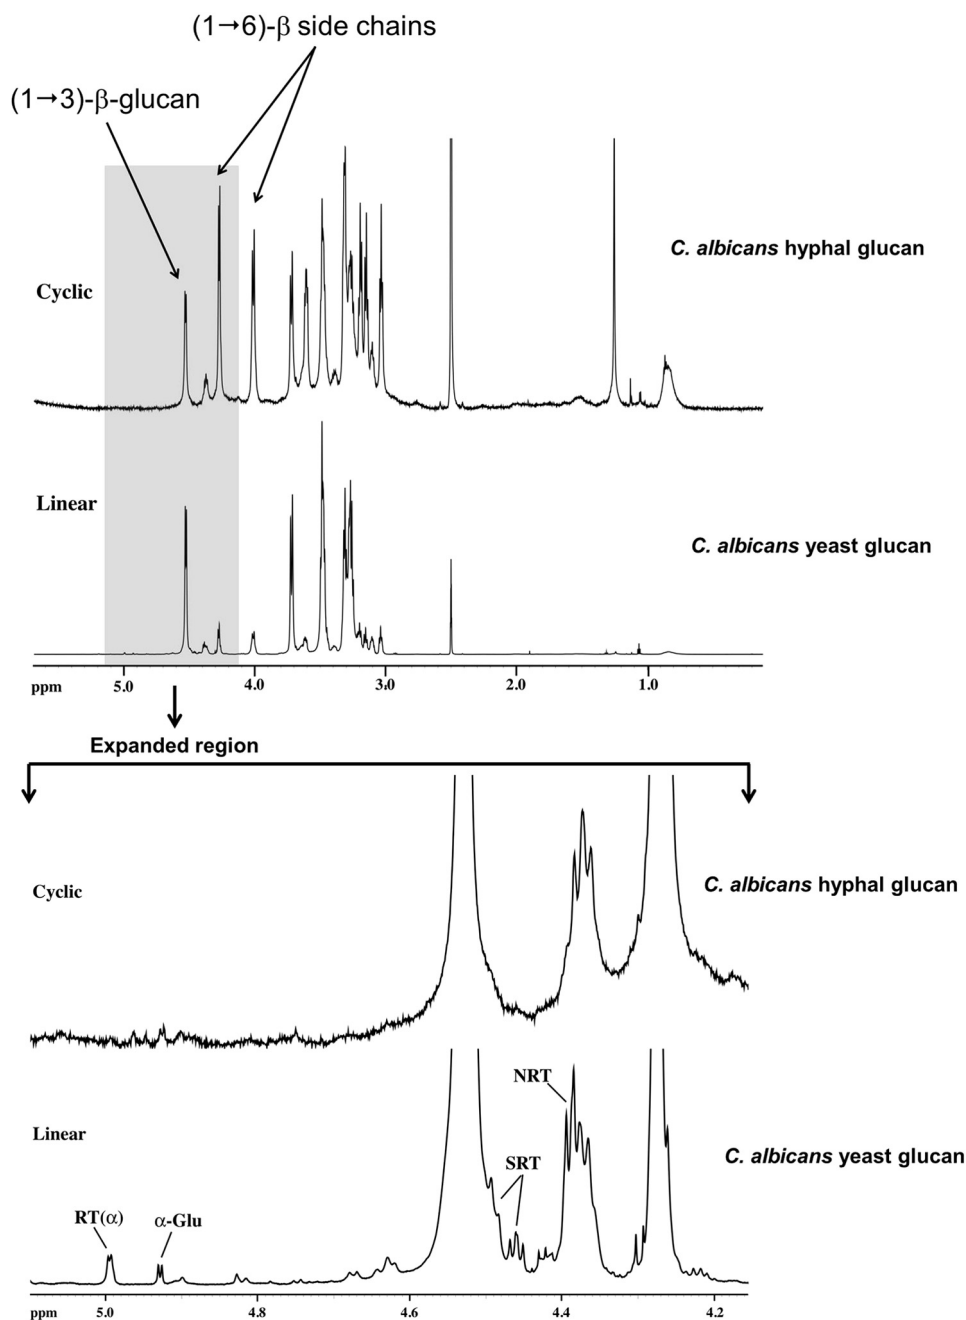 (1→6)-β side chains
(1→3)-β-glucan
C. albicans hyphal glucan
Cyclic
Linear
C. albicans yeast glucan
ppm 5.0 4.0 3.0 2.0 1.0
Expanded region
C. albicans hyphal glucan
Cyclic
NRT
Linear
C. albicans yeast glucan
SRT
RT(α) α-Glu
ppm 5.0 4.8 4.6 4.4 4.2